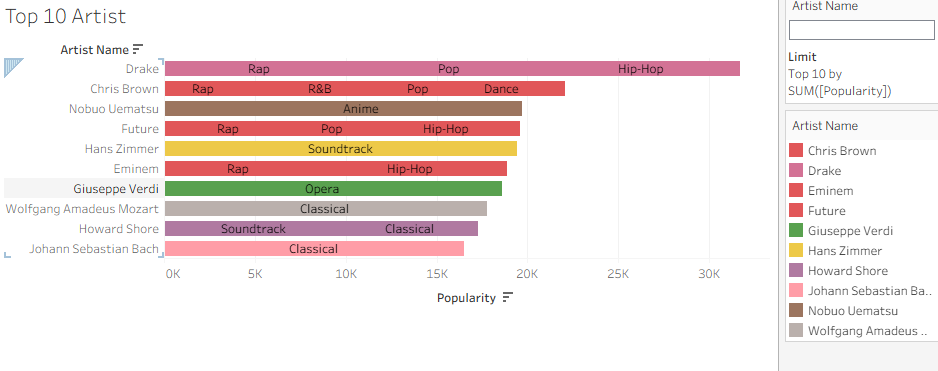 Top 10 Artist
Artist Name
Drake Rap Pop Hip-Hop
Chris Brown Rap R&B Pop Dance
Nobuo Uematsu Anime
Future Rap Pop Hip-Hop
Hans Zimmer Soundtrack
Eminem Rap Hip-Hop
Giuseppe Verdi Opera
Wolfgang Amadeus Mozart Classical
Howard Shore Soundtrack Classical
Johann Sebastian Bach Classical
0K 5K 10K 15K 20K 25K 30K
Popularity
Artist Name
Limit
Top 10 by
SUM([Popularity])
Artist Name
Chris Brown
Drake
Eminem
Future
Giuseppe Verdi
Hans Zimmer
Howard Shore
Johann Sebastian Ba..
Nobuo Uematsu
Wolfgang Amadeus ..